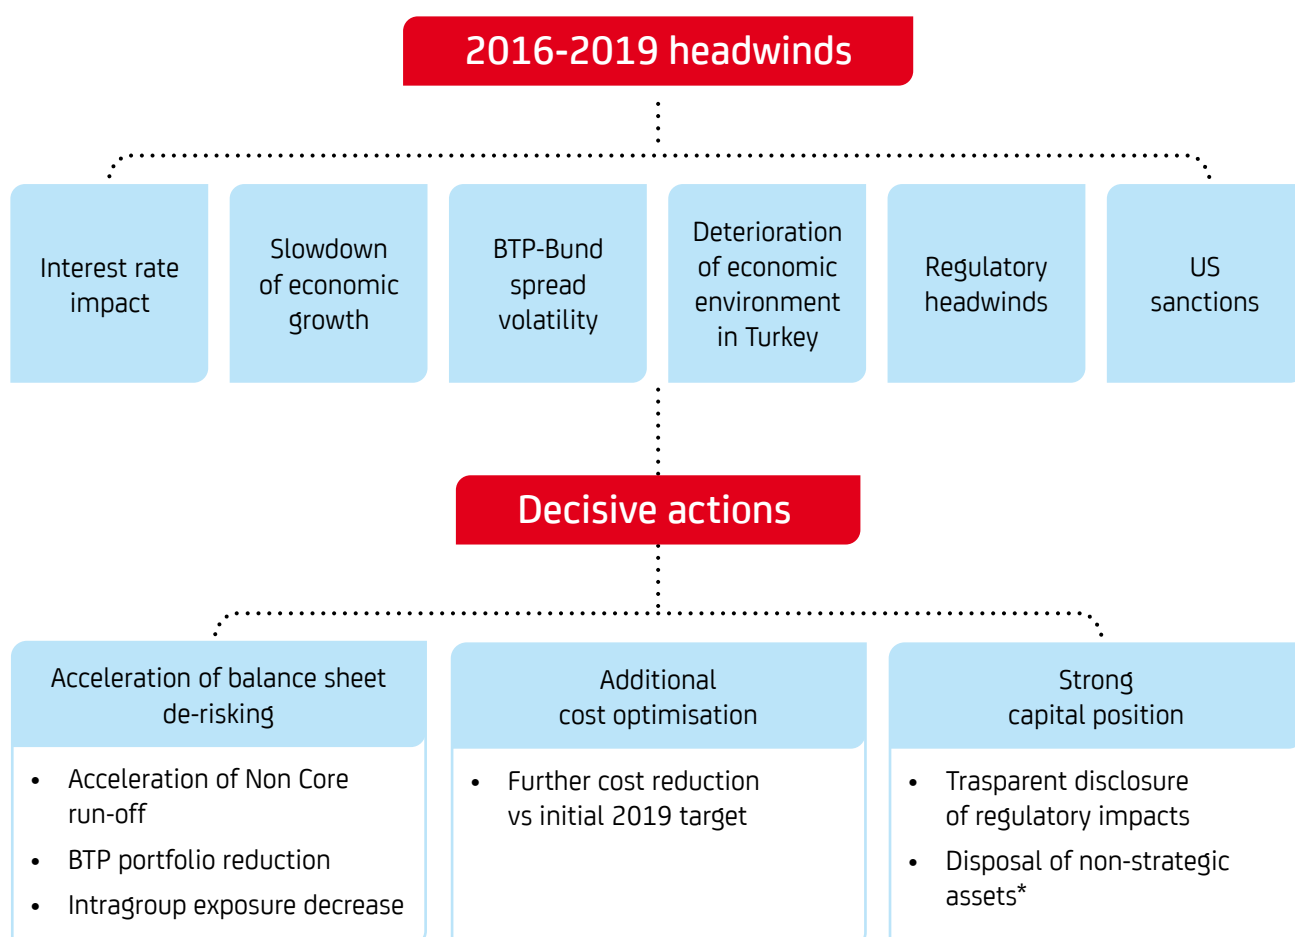 2016-2019 headwinds
Interest rate
impact
Slowdown
of economic
growth
BTP-Bund
spread
volatility
Deterioration
of economic
environment
in Turkey
Regulatory
headwinds
US
sanctions
Decisive actions
Acceleration of balance sheet
de-risking
• Acceleration of Non Core
run-off
• BTP portfolio reduction
• Intragroup exposure decrease
Additional
cost optimisation
• Further cost reduction
vs initial 2019 target
Strong
capital position
• Trasparent disclosure
of regulatory impacts
• Disposal of non-strategic
assets*